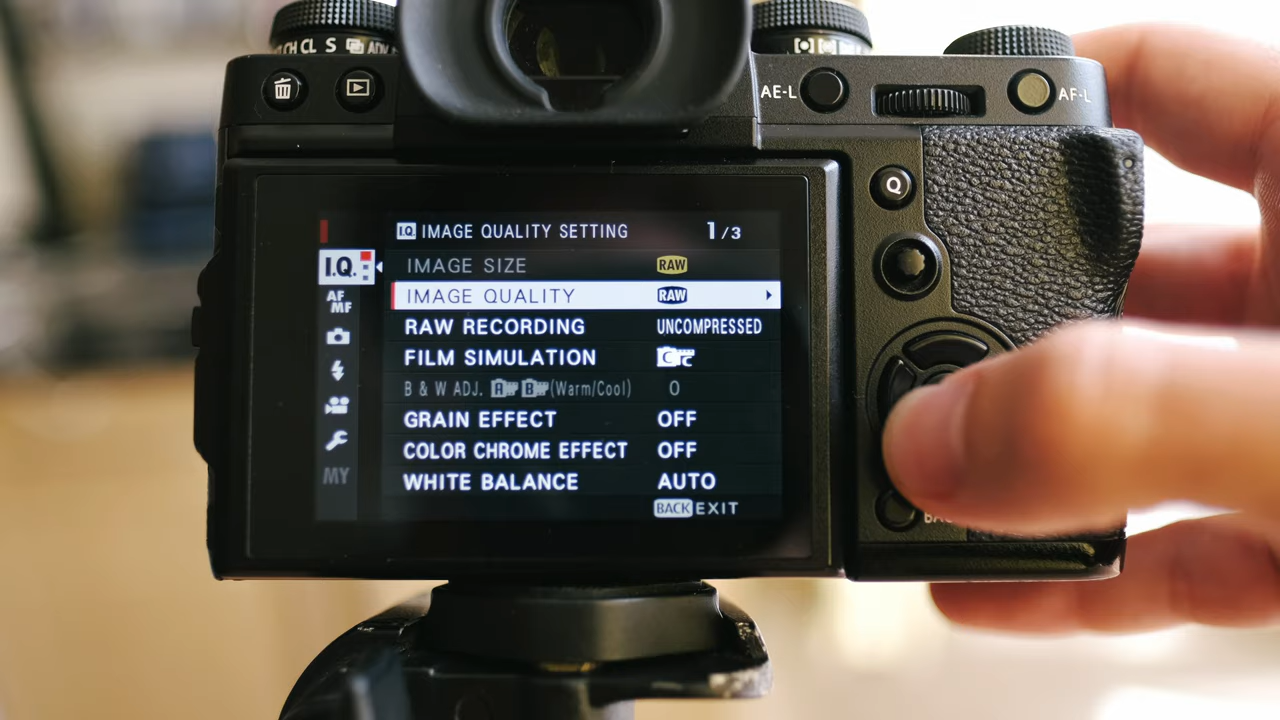 CH CL S ADV
AE-L
AF-L
Q
I.Q. IMAGE QUALITY SETTING 1/3
I.Q.
IMAGE SIZE RAW
AF
MF
IMAGE QUALITY RAW
RAW RECORDING UNCOMPRESSED
FILM SIMULATION C C
B & W ADJ. A B (Warm/Cool) 0
GRAIN EFFECT OFF
COLOR CHROME EFFECT OFF
MY
WHITE BALANCE AUTO
BACK EXIT